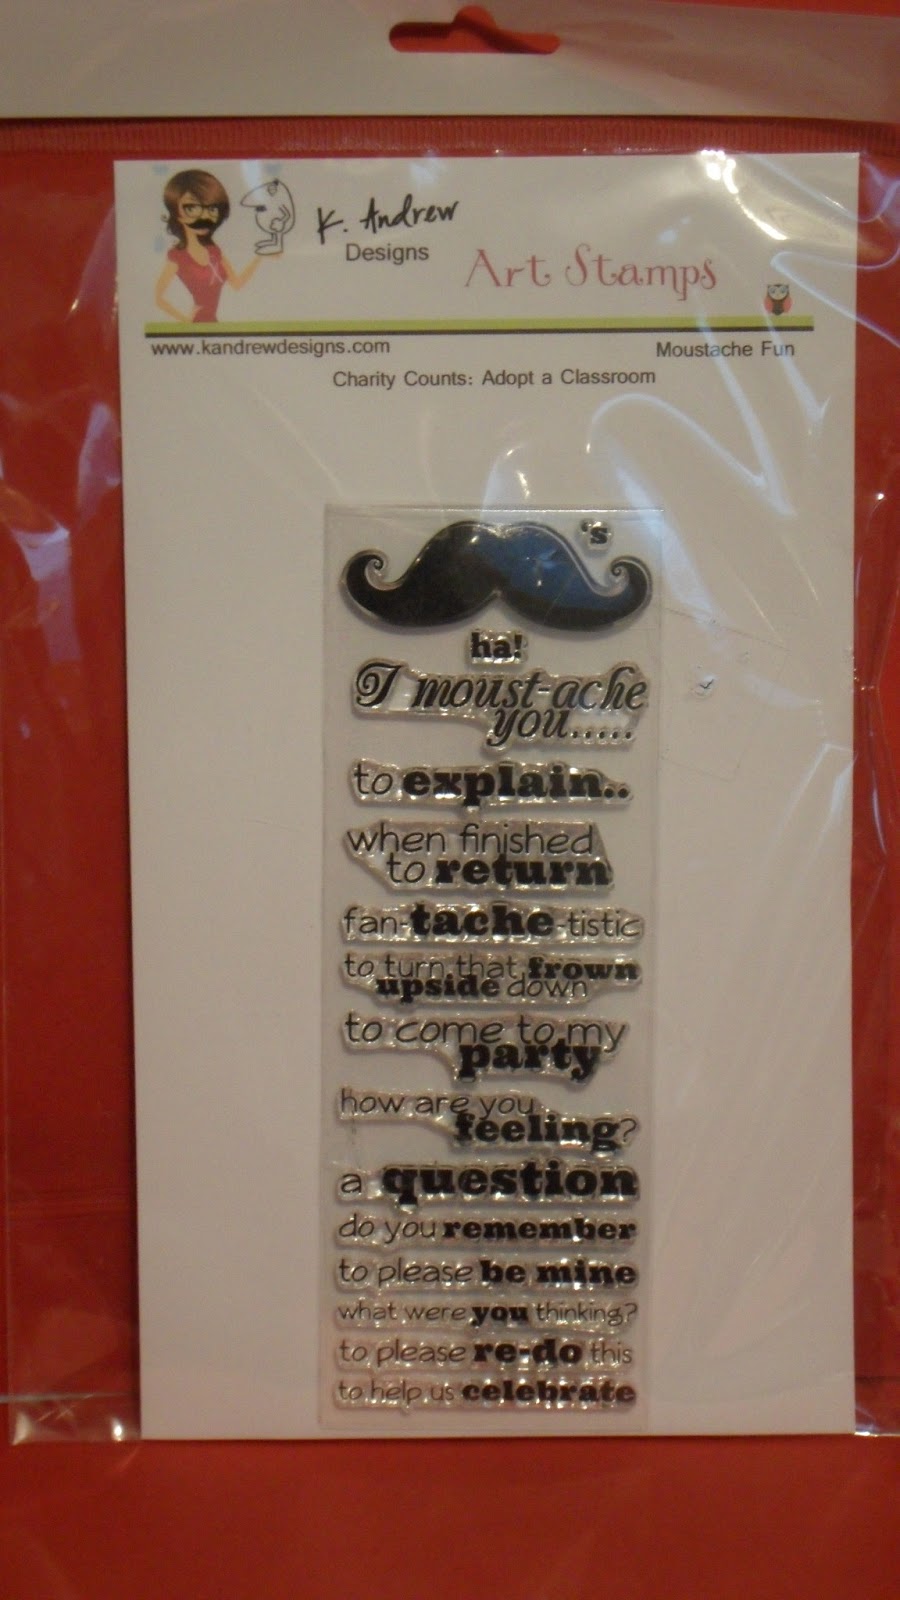 K. Andrew
Designs
Art Stamps
www.kandrewdesigns.com
Moustache Fun
Charity Counts: Adopt a Classroom
's
ha!
I moust-ache
you.....
to explain..
when finished
to return
fan-tache-tistic
to turn that frown
upside down
to come to my
party
how are you
feeling?
a question
do you remember
to please be mine
what were you thinking?
to please re-do this
to help us celebrate